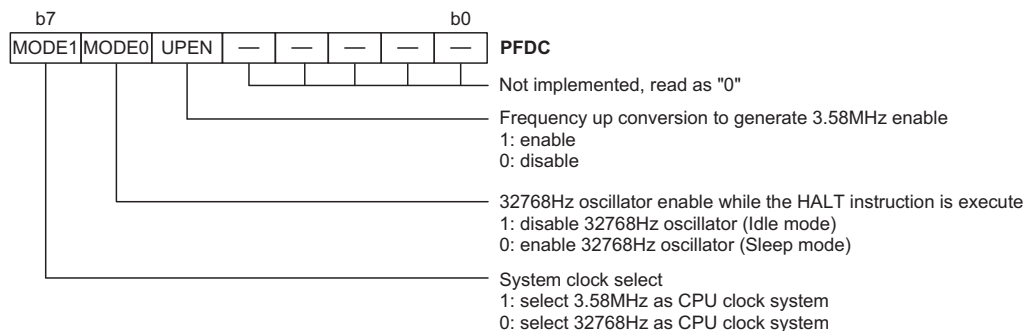 b7 b0
MODE1 MODE0 UPEN — — — — — PFDC
Not implemented, read as "0"
Frequency up conversion to generate 3.58MHz enable
1: enable
0: disable
32768Hz oscillator enable while the HALT instruction is execute
1: disable 32768Hz oscillator (Idle mode)
0: enable 32768Hz oscillator (Sleep mode)
System clock select
1: select 3.58MHz as CPU clock system
0: select 32768Hz as CPU clock system